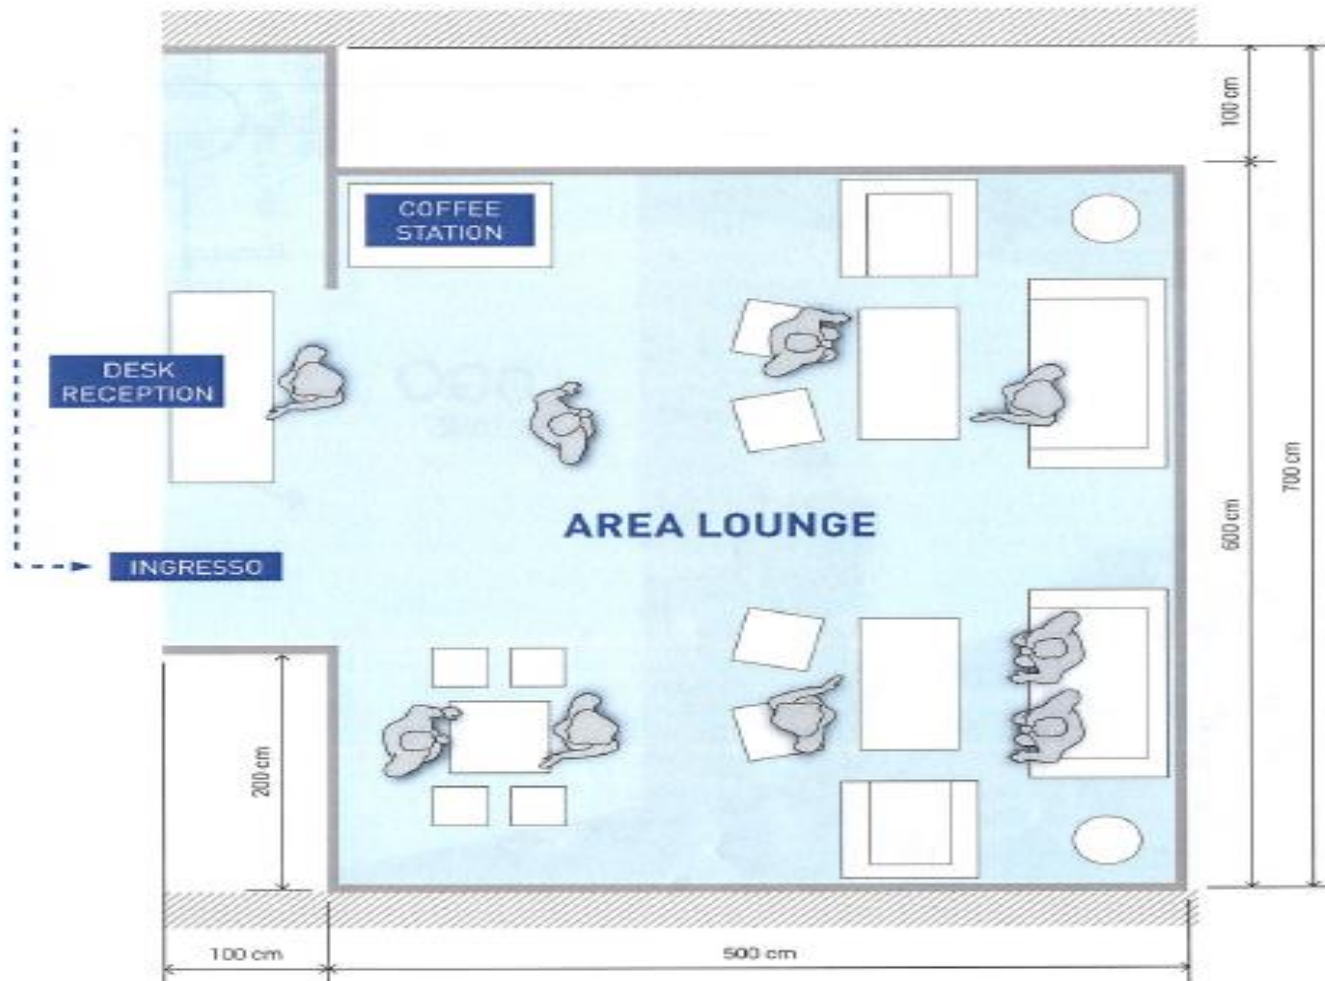 100 cm
COFFEE
STATION
DESK
RECEPTION
700 cm
AREA LOUNGE
600 cm
INGRESSO
200 cm
100 cm
500 cm